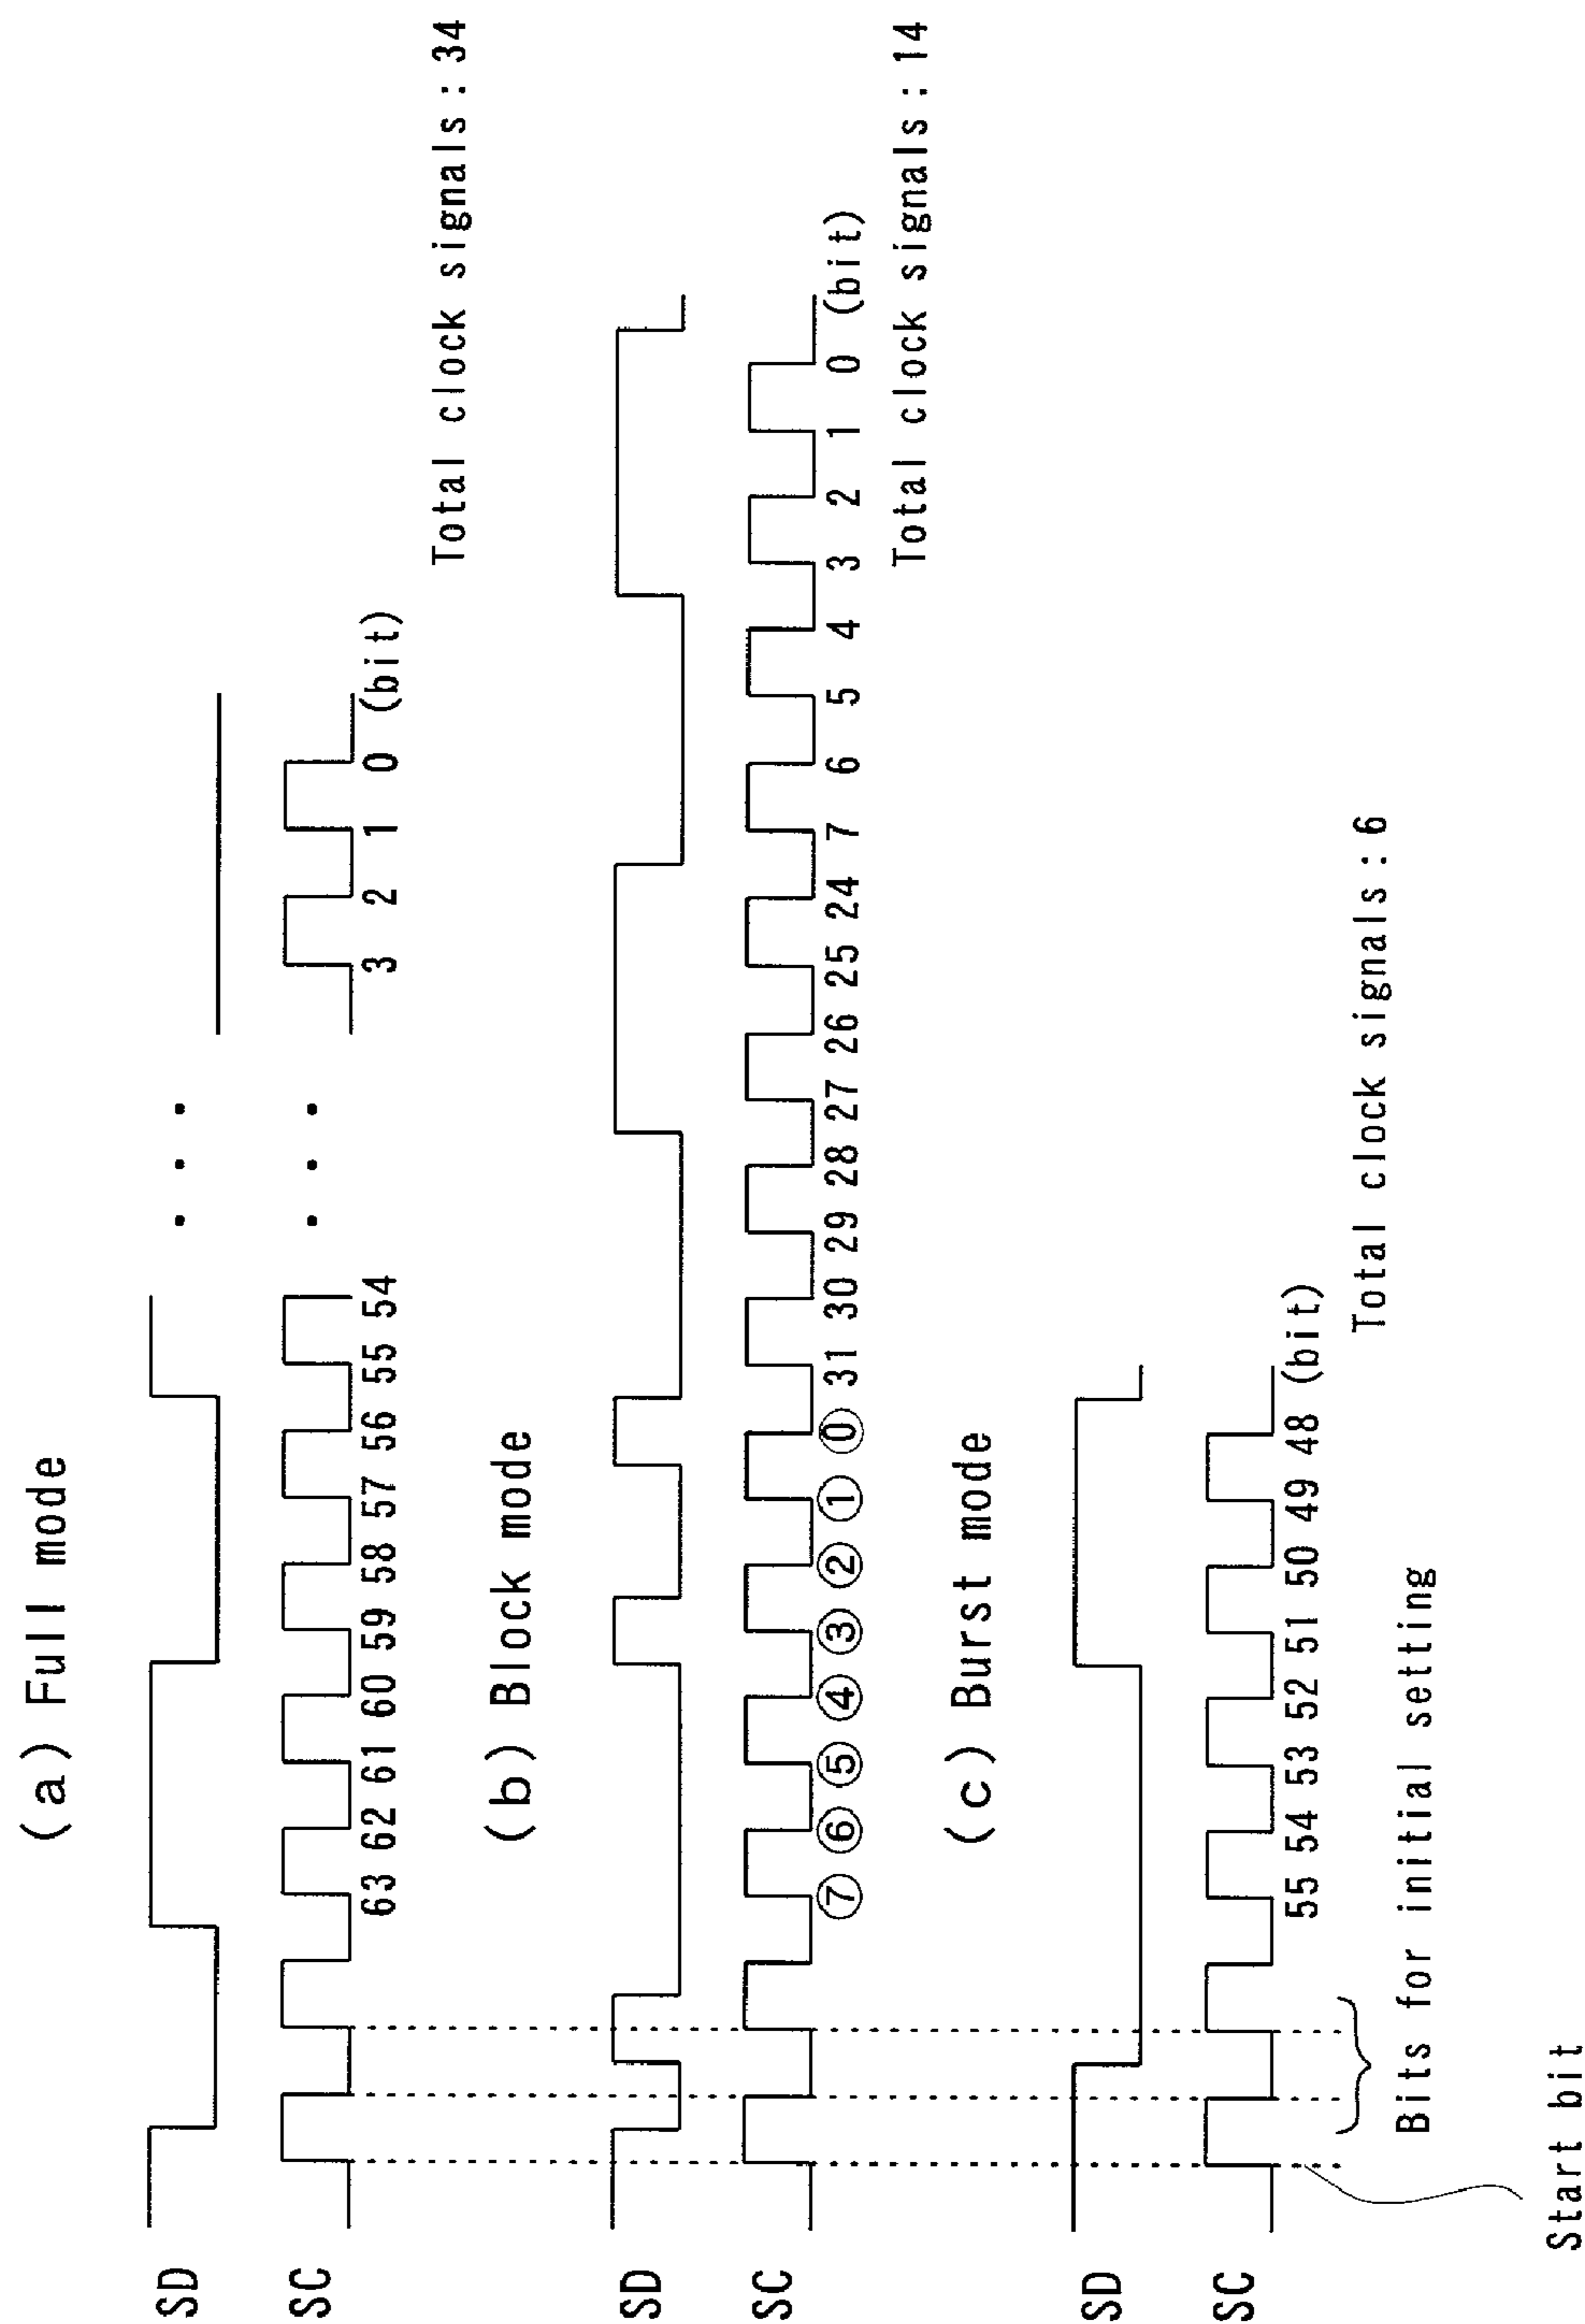 (a) Full mode
SD
SC
63 62 61 60 59 58 57 56 55 54
3 2 1 0 (bit)
Total clock signals : 34
(b) Block mode
SD
SC
⑦ ⑥ ⑤ ④ ③ ② ① ⓪ 31 30 29 28 27 26 25 24 7 6 5 4 3 2 1 0 (bit)
Total clock signals : 14
(c) Burst mode
SD
SC
55 54 53 52 51 50 49 48 (bit)
Total clock signals : 6
Bits for initial setting
Start bit